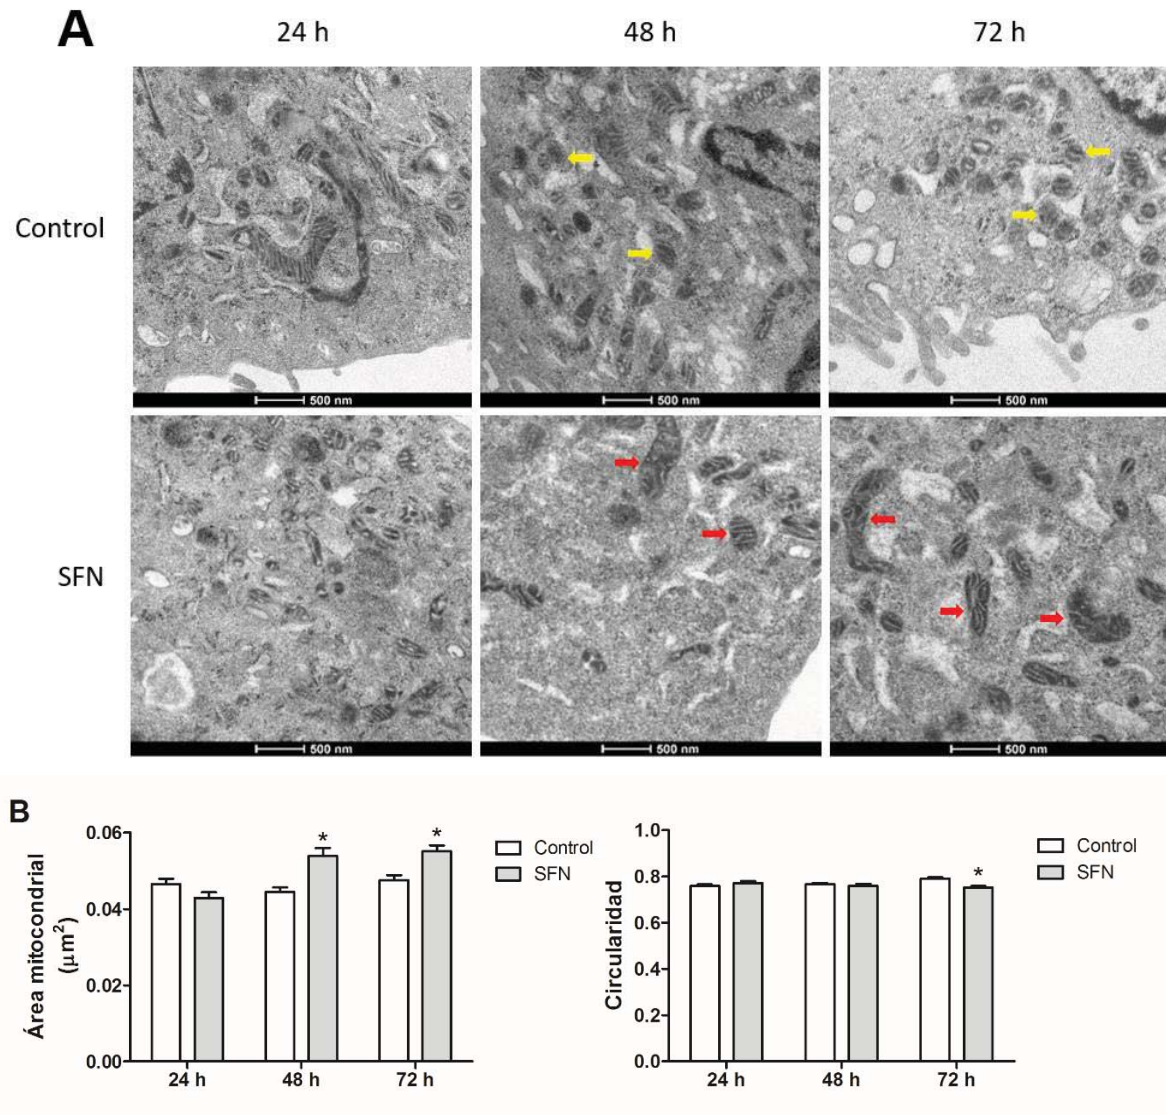 A
24 h
48 h
72 h
Control
500 nm
500 nm
500 nm
SFN
500 nm
500 nm
500 nm
B
Área mitocondrial
(μm²)
0.06
0.04
0.02
0.00
*
*
24 h
48 h
72 h
Control
SFN
Circularidad
1.0
0.8
0.6
0.4
0.2
0.0
*
24 h
48 h
72 h
Control
SFN